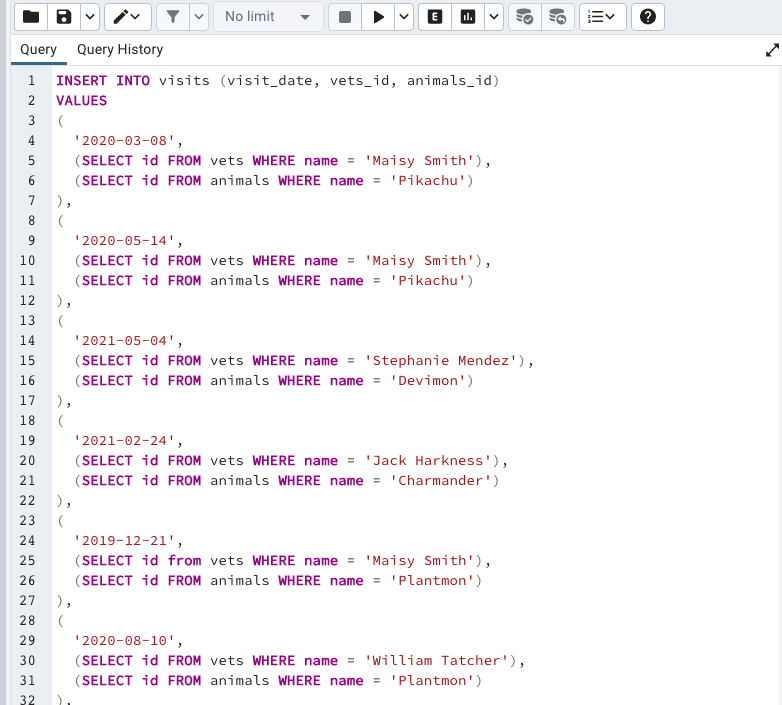 No limit
E
Query Query History
1 INSERT INTO visits (visit_date, vets_id, animals_id)
2 VALUES
3 (
4 '2020-03-08',
5 (SELECT id FROM vets WHERE name = 'Maisy Smith'),
6 (SELECT id FROM animals WHERE name = 'Pikachu')
7 ),
8 (
9 '2020-05-14',
10 (SELECT id FROM vets WHERE name = 'Maisy Smith'),
11 (SELECT id FROM animals WHERE name = 'Pikachu')
12 ),
13 (
14 '2021-05-04',
15 (SELECT id FROM vets WHERE name = 'Stephanie Mendez'),
16 (SELECT id FROM animals WHERE name = 'Devimon')
17 ),
18 (
19 '2021-02-24',
20 (SELECT id FROM vets WHERE name = 'Jack Harkness'),
21 (SELECT id FROM animals WHERE name = 'Charmander')
22 ),
23 (
24 '2019-12-21',
25 (SELECT id from vets WHERE name = 'Maisy Smith'),
26 (SELECT id FROM animals WHERE name = 'Plantmon')
27 ),
28 (
29 '2020-08-10',
30 (SELECT id FROM vets WHERE name = 'William Tatcher'),
31 (SELECT id FROM animals WHERE name = 'Plantmon')
32 ),